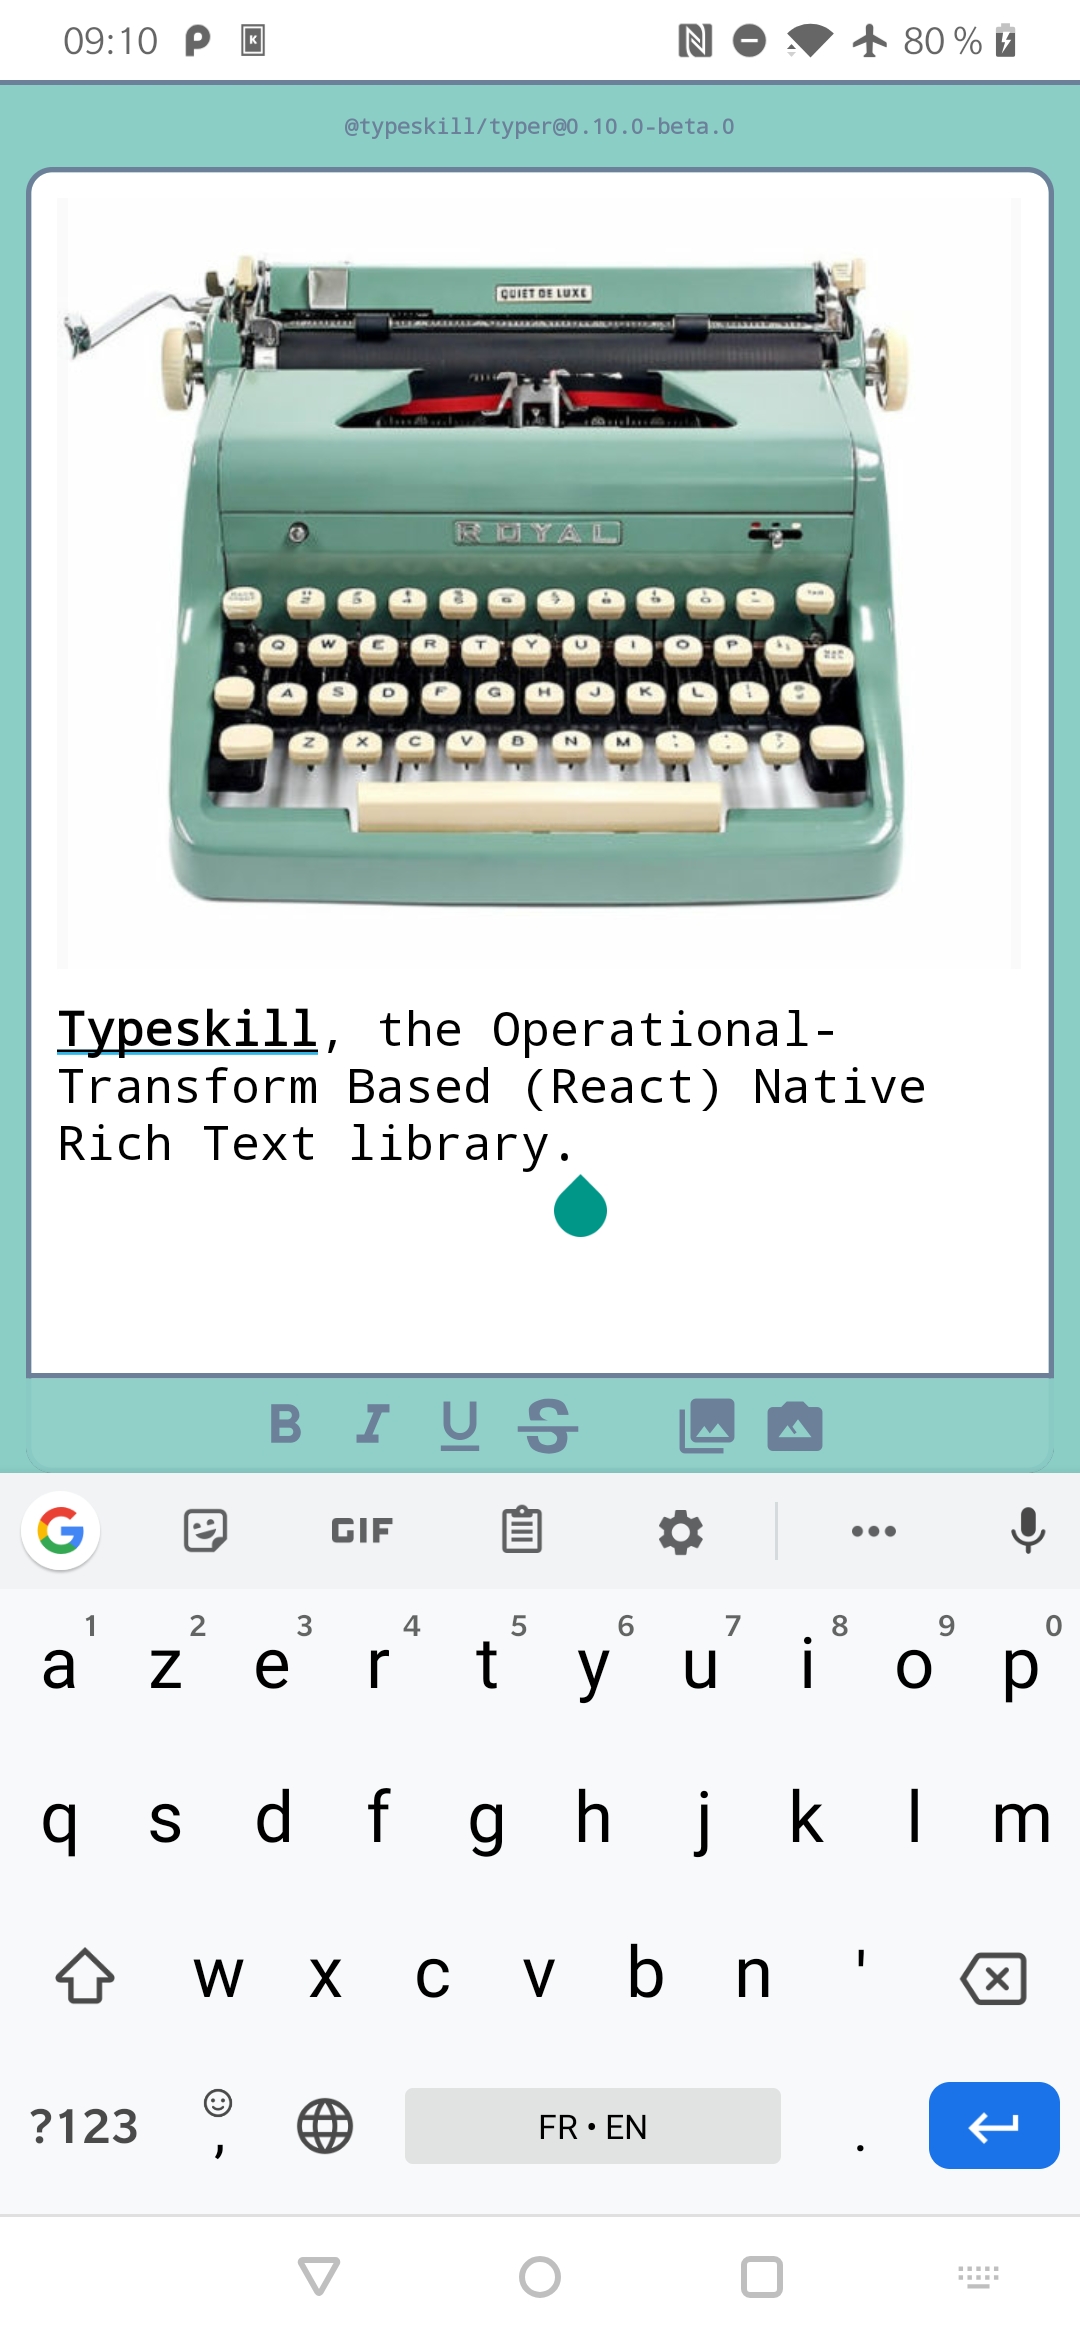 09:10
80 %
@typeskill/typer@0.10.0-beta.0
QUIET DE LUXE
ROYAL
Q W E R T Y U I O P
A S D F G H J K L
Z X C V B N M
Typeskill, the Operational-
Transform Based (React) Native
Rich Text library.
B I U S
GIF
1 2 3 4 5 6 7 8 9 0
a z e r t y u i o p
q s d f g h j k l m
w x c v b n '
?123 , FR • EN .